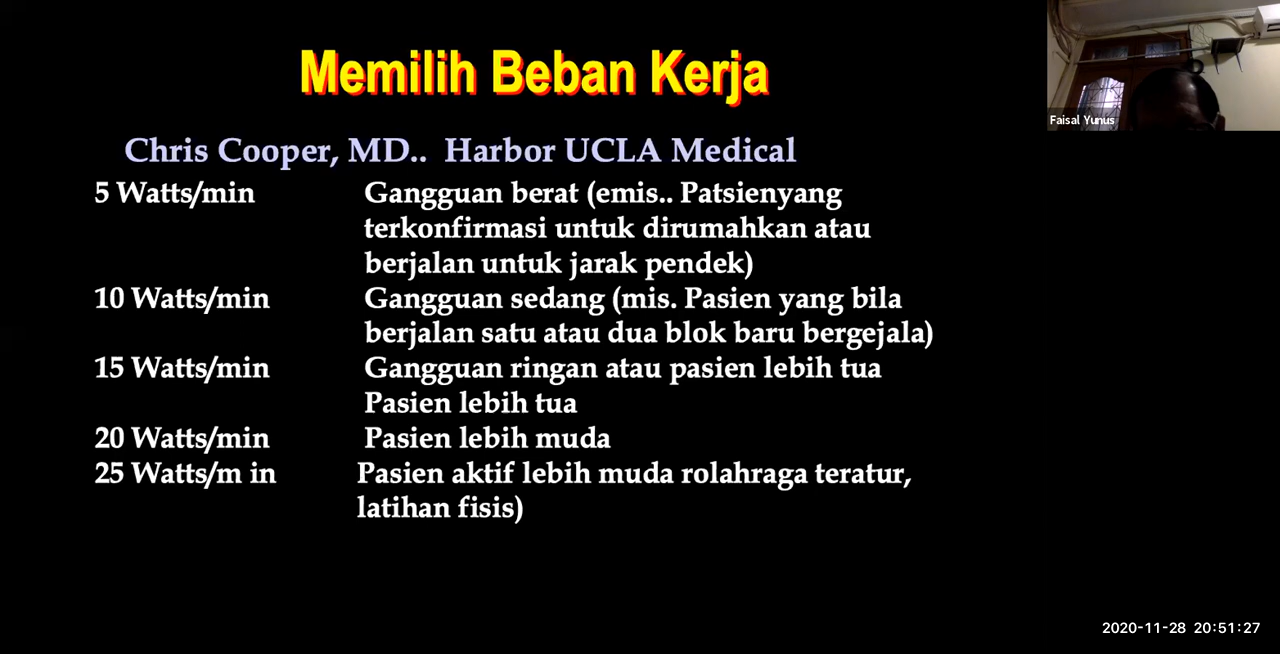 Memilih Beban Kerja
Faisal Yunus
Chris Cooper, MD.. Harbor UCLA Medical
5 Watts/min Gangguan berat (emis.. Patsienyang
terkonfirmasi untuk dirumahkan atau
berjalan untuk jarak pendek)
10 Watts/min Gangguan sedang (mis. Pasien yang bila
berjalan satu atau dua blok baru bergejala)
15 Watts/min Gangguan ringan atau pasien lebih tua
Pasien lebih tua
20 Watts/min Pasien lebih muda
25 Watts/m in Pasien aktif lebih muda rolahraga teratur,
latihan fisis)
2020-11-28 20:51:27